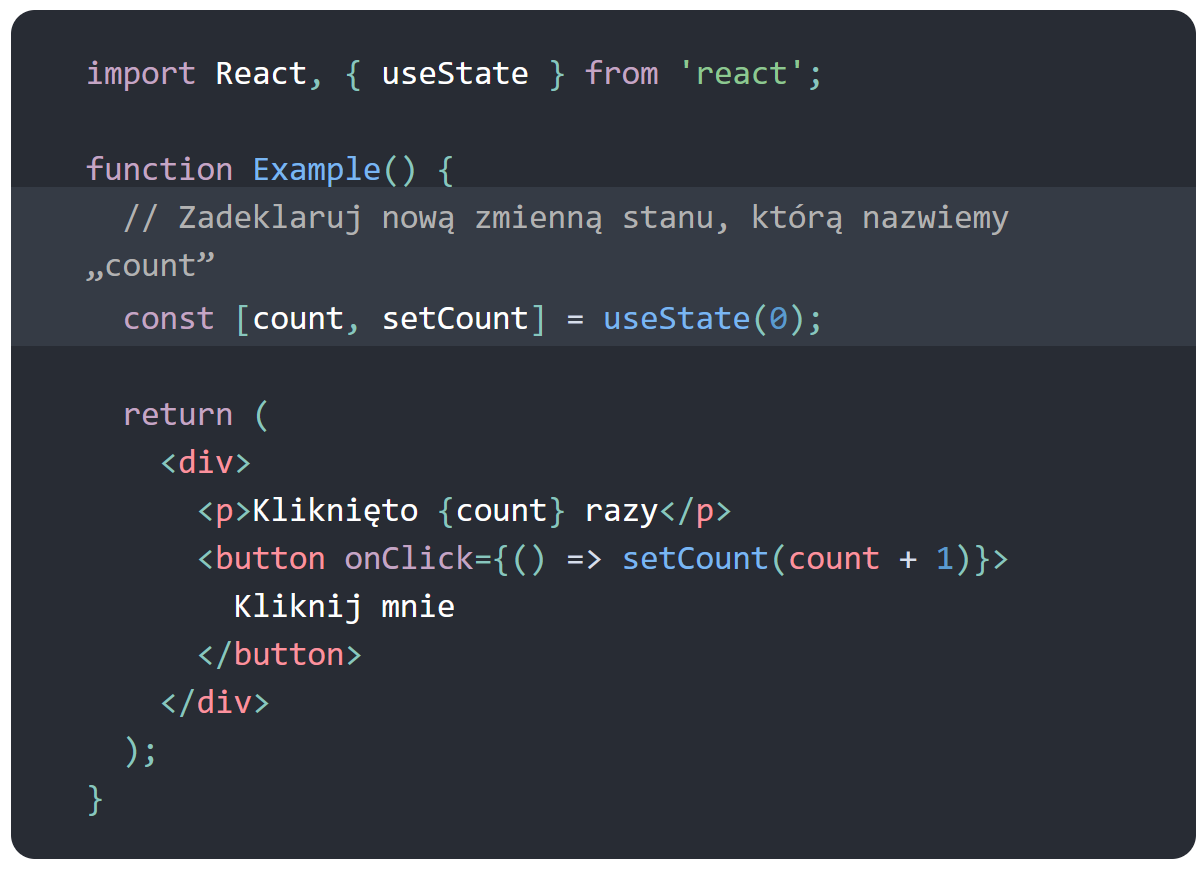 import React, { useState } from 'react';
function Example() {
// Zadeklaruj nową zmienną stanu, którą nazwiemy
„count”
const [count, setCount] = useState(0);
return (
<div>
<p>Kliknięto {count} razy</p>
<button onClick={() => setCount(count + 1)}>
Kliknij mnie
</button>
</div>
);
}